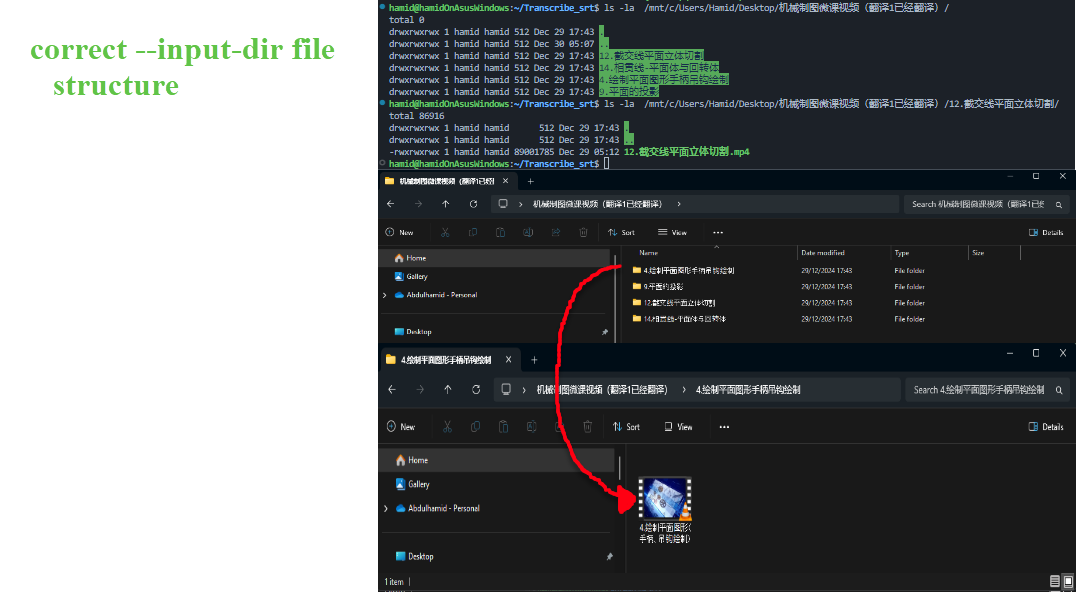 correct --input-dir file
structure
hamid@hamidOnAsusWindows:~/Transcribe_srt$ ls -la /mnt/c/Users/Hamid/Desktop/机械制图微课视频（翻译1已经翻译）/
total 0
drwxrwxrwx 1 hamid hamid 512 Dec 29 17:43 .
drwxrwxrwx 1 hamid hamid 512 Dec 30 05:07 ..
drwxrwxrwx 1 hamid hamid 512 Dec 29 17:43 12.截交线平面立体切割
drwxrwxrwx 1 hamid hamid 512 Dec 29 17:43 14.相贯线-平面体与回转体
drwxrwxrwx 1 hamid hamid 512 Dec 29 17:43 4.绘制平面图形手柄吊钩绘制
drwxrwxrwx 1 hamid hamid 512 Dec 29 17:43 9.平面的投影
hamid@hamidOnAsusWindows:~/Transcribe_srt$ ls -la /mnt/c/Users/Hamid/Desktop/机械制图微课视频（翻译1已经翻译）/12.截交线平面立体切割/
total 86916
drwxrwxrwx 1 hamid hamid 512 Dec 29 17:43 .
drwxrwxrwx 1 hamid hamid 512 Dec 29 17:43 ..
-rwxrwxrwx 1 hamid hamid 89001785 Dec 29 05:12 12.截交线平面立体切割.mp4
hamid@hamidOnAsusWindows:~/Transcribe_srt$
机械制图微课视频（翻译1已经翻
机械制图微课视频（翻译1已经翻译） Search 机械制图微课视频（翻译1已经
New Sort View Details
Home
Gallery
Abdulhamid - Personal
Desktop
Name Date modified Type Size
4.绘制平面图形手柄吊钩绘制 29/12/2024 17:43 File folder
9.平面的投影 29/12/2024 17:43 File folder
12.截交线平面立体切割 29/12/2024 17:43 File folder
14.相贯线-平面体与回转体 29/12/2024 17:43 File folder
4.绘制平面图形手柄吊钩绘制
机械制图微课视频（翻译1已经翻译） 4.绘制平面图形手柄吊钩绘制 Search 4.绘制平面图形手柄吊钩绘制
New Sort View Details
Home
Gallery
Abdulhamid - Personal
Desktop
4.绘制平面图形（
手柄、吊钩绘制）
1 item